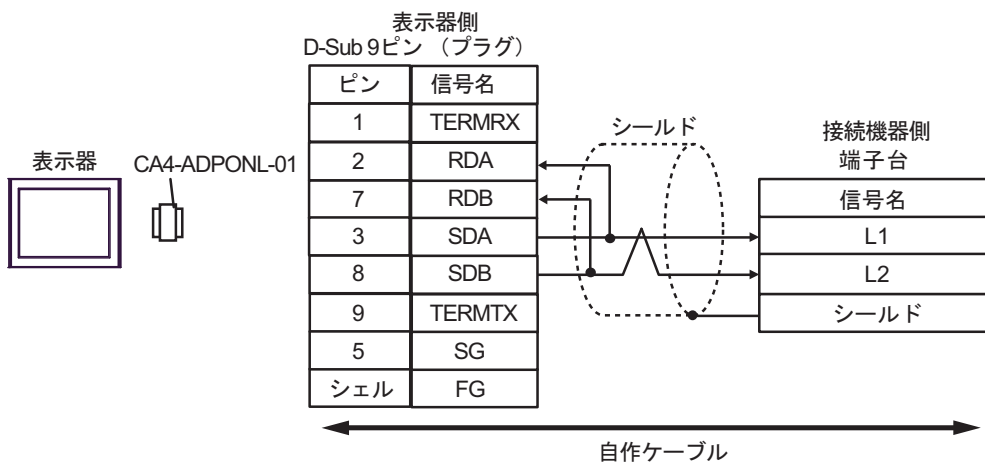 表示器側
D-Sub 9ピン （プラグ）
ピン 信号名
1 TERMRX
2 RDA
7 RDB
3 SDA
8 SDB
9 TERMTX
5 SG
シェル FG
表示器
CA4-ADPONL-01
シールド
接続機器側
端子台
信号名
L1
L2
シールド
自作ケーブル